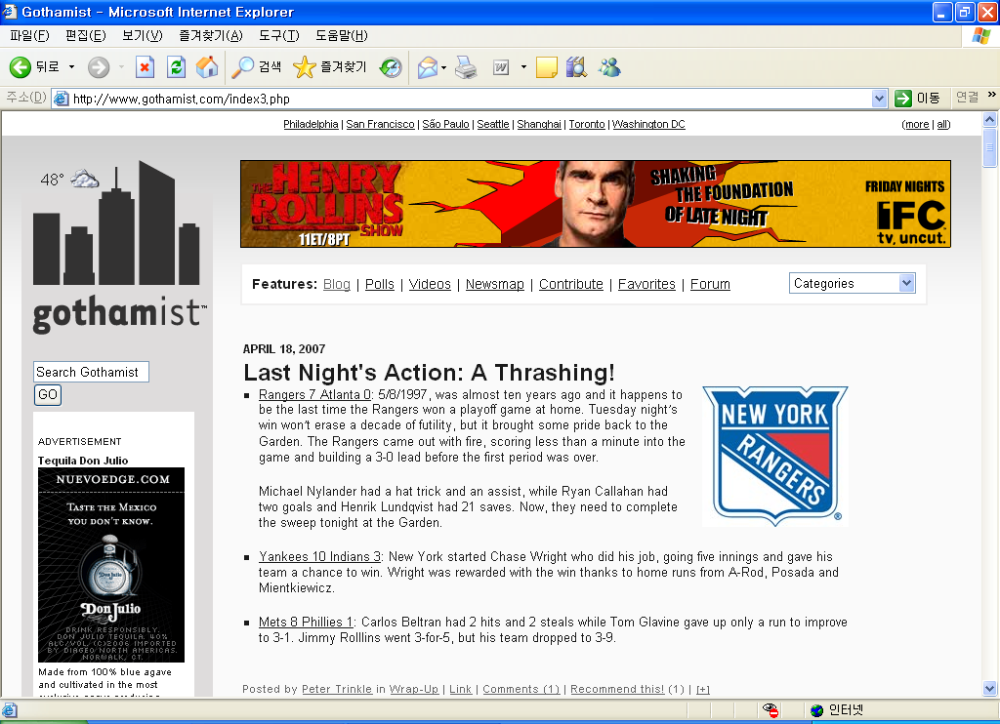 Gothamist - Microsoft Internet Explorer
파일(F) 편집(E) 보기(V) 즐겨찾기(A) 도구(T) 도움말(H)
뒤로 검색 즐겨찾기
주소(D) http://www.gothamist.com/index3.php 이동 연결 »
Philadelphia | San Francisco | São Paulo | Seattle | Shanghai | Toronto | Washington DC (more | all)
48°
gothamist™
THE HENRY ROLLINS SHOW
11ET/8PT
SHAKING
THE FOUNDATION
OF LATE NIGHT
FRIDAY NIGHTS
IFC
tv, uncut.
Features: Blog | Polls | Videos | Newsmap | Contribute | Favorites | Forum Categories
Search Gothamist
GO
ADVERTISEMENT
Tequila Don Julio
NUEVOEDGE.COM
TASTE THE MEXICO
YOU DON'T KNOW.
Don Julio
Don Julio
DRINK RESPONSIBLY.
DON JULIO TEQUILA. 40%
ALC/VOL. (C)2006 IMPORTED
BY DIAGEO NORTH AMERICAS.
NORWALK, CT.
Made from 100% blue agave
and cultivated in the most
APRIL 18, 2007
Last Night's Action: A Thrashing!
Rangers 7 Atlanta 0: 5/8/1997, was almost ten years ago and it happens to
be the last time the Rangers won a playoff game at home. Tuesday night's
win won't erase a decade of futility, but it brought some pride back to the
Garden. The Rangers came out with fire, scoring less than a minute into the
game and building a 3-0 lead before the first period was over.
Michael Nylander had a hat trick and an assist, while Ryan Callahan had
two goals and Henrik Lundqvist had 21 saves. Now, they need to complete
the sweep tonight at the Garden.
NEW YORK
RANGERS
®
Yankees 10 Indians 3: New York started Chase Wright who did his job, going five innings and gave his
team a chance to win. Wright was rewarded with the win thanks to home runs from A-Rod, Posada and
Mientkiewicz.
Mets 8 Phillies 1: Carlos Beltran had 2 hits and 2 steals while Tom Glavine gave up only a run to improve
to 3-1. Jimmy Rolllins went 3-for-5, but his team dropped to 3-9.
Posted by Peter Trinkle in Wrap-Up | Link | Comments (1) | Recommend this! (1) | [+]
인터넷